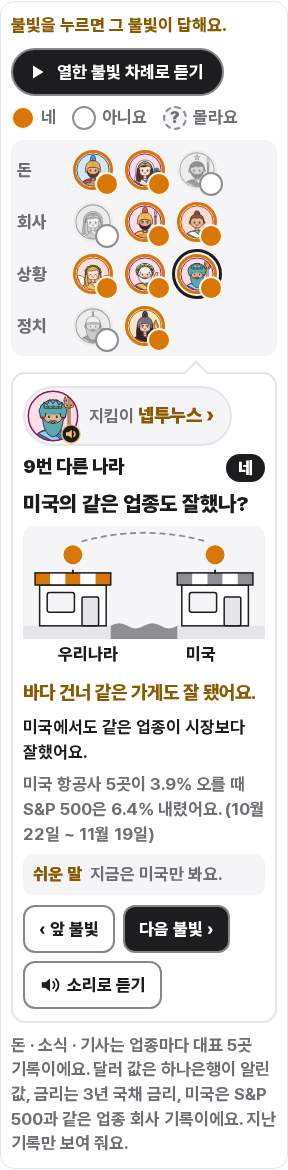 불빛을 누르면 그 불빛이 답해요.
▶ 열한 불빛 차례로 듣기
네 아니요 ? 몰라요
돈
회사
상황
정치
지킴이 넵투누스 ›
9번 다른 나라 네
미국의 같은 업종도 잘했나?
우리나라 미국
바다 건너 같은 가게도 잘 됐어요.
미국에서도 같은 업종이 시장보다
잘했어요.
미국 항공사 5곳이 3.9% 오를 때
S&P 500은 6.4% 내렸어요. (10월
22일 ~ 11월 19일)
쉬운 말 지금은 미국만 봐요.
‹ 앞 불빛 다음 불빛 ›
소리로 듣기
돈 · 소식 · 기사는 업종마다 대표 5곳
기록이에요. 달러 값은 하나은행이 알린
값, 금리는 3년 국채 금리, 미국은 S&P
500과 같은 업종 회사 기록이에요. 지난
기록만 보여 줘요.